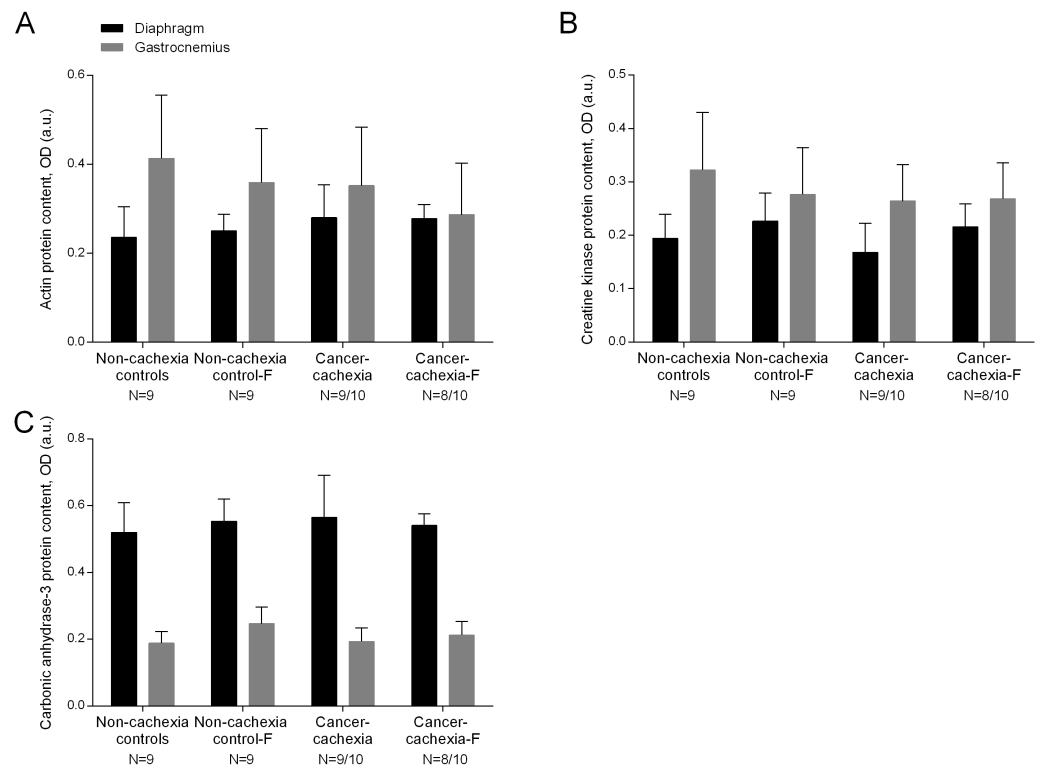 A
Diaphragm
Gastrocnemius
Actin protein content, OD (a.u.)
0.6
0.4
0.2
0.0
Non-cachexia
controls
N=9
Non-cachexia
control-F
N=9
Cancer-
cachexia
N=9/10
Cancer-
cachexia-F
N=8/10
B
Creatine kinase protein content, OD (a.u.)
0.5
0.4
0.3
0.2
0.1
0.0
Non-cachexia
controls
N=9
Non-cachexia
control-F
N=9
Cancer-
cachexia
N=9/10
Cancer-
cachexia-F
N=8/10
C
Carbonic anhydrase-3 protein content, OD (a.u.)
0.8
0.6
0.4
0.2
0.0
Non-cachexia
controls
N=9
Non-cachexia
control-F
N=9
Cancer-
cachexia
N=9/10
Cancer-
cachexia-F
N=8/10